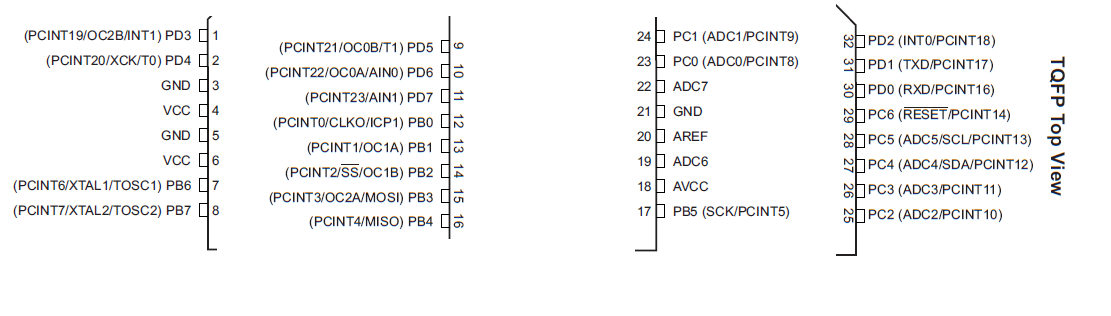 (PCINT19/OC2B/INT1) PD3 1
(PCINT20/XCK/T0) PD4 2
GND 3
VCC 4
GND 5
VCC 6
(PCINT6/XTAL1/TOSC1) PB6 7
(PCINT7/XTAL2/TOSC2) PB7 8
(PCINT21/OC0B/T1) PD5 9
(PCINT22/OC0A/AIN0) PD6 10
(PCINT23/AIN1) PD7 11
(PCINT0/CLKO/ICP1) PB0 12
(PCINT1/OC1A) PB1 13
(PCINT2/SS/OC1B) PB2 14
(PCINT3/OC2A/MOSI) PB3 15
(PCINT4/MISO) PB4 16
24 PC1 (ADC1/PCINT9)
23 PC0 (ADC0/PCINT8)
22 ADC7
21 GND
20 AREF
19 ADC6
18 AVCC
17 PB5 (SCK/PCINT5)
32 PD2 (INT0/PCINT18)
31 PD1 (TXD/PCINT17)
30 PD0 (RXD/PCINT16)
29 PC6 (RESET/PCINT14)
28 PC5 (ADC5/SCL/PCINT13)
27 PC4 (ADC4/SDA/PCINT12)
26 PC3 (ADC3/PCINT11)
25 PC2 (ADC2/PCINT10)
TQFP Top View